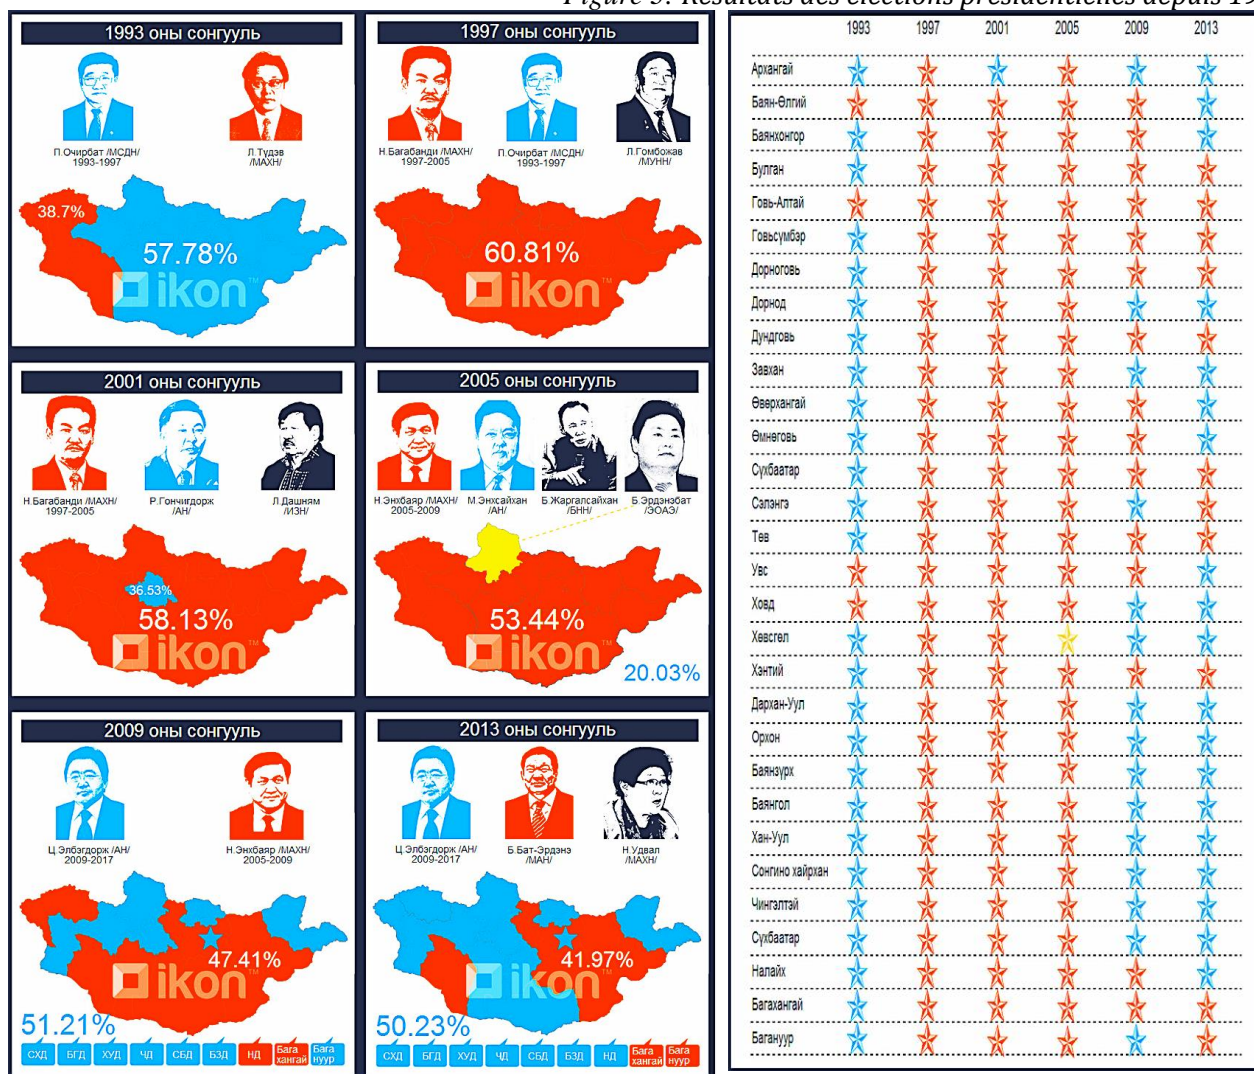 Figure 5: Résultats des élections présidentielles depuis 19
1993 оны сонгууль
П.Очирбат /МСДН/
1993-1997
Л.Түдэв
/МАХН/
38.7%
57.78%
ikon™
1997 оны сонгууль
Н.Багабанди /МАХН/
1997-2005
П.Очирбат /МСДН/
1993-1997
Л.Гомбожав
/МУНН/
60.81%
ikon™
2001 оны сонгууль
Н.Багабанди /МАХН/
1997-2005
Р.Гончигдорж
/АН/
Л.Дашням
/ИЗН/
36.53%
58.13%
ikon™
2005 оны сонгууль
Н.Энхбаяр /МАХН/
2005-2009
М.Энхсайхан
/АН/
Б.Жаргалсайхан
/БНН/
Б.Эрдэнэбат
/ЭОАЭ/
53.44%
ikon™
20.03%
2009 оны сонгууль
Ц.Элбэгдорж /АН/
2009-2017
Н.Энхбаяр /МАХН/
2005-2009
47.41%
ikon™
51.21%
СХД БГД ХУД ЧД СБД БЗД НД Бага хангай Бага нуур
2013 оны сонгууль
Ц.Элбэгдорж /АН/
2009-2017
Б.Бат-Эрдэнэ
/МАН/
Н.Удвал
/МАХН/
41.97%
ikon™
50.23%
СХД БГД ХУД ЧД СБД БЗД НД Бага хангай Бага нуур
1993 1997 2001 2005 2009 2013
Архангай
Баян-Өлгий
Баянхонгор
Булган
Говь-Алтай
Говьсүмбэр
Дорноговь
Дорнод
Дундговь
Завхан
Өвөрхангай
Өмнөговь
Сүхбаатар
Сэлэнгэ
Төв
Увс
Ховд
Хөвсгөл
Хэнтий
Дархан-Уул
Орхон
Баянзүрх
Баянгол
Хан-Уул
Сонгино хайрхан
Чингэлтэй
Сүхбаатар
Налайх
Багахангай
Багануур